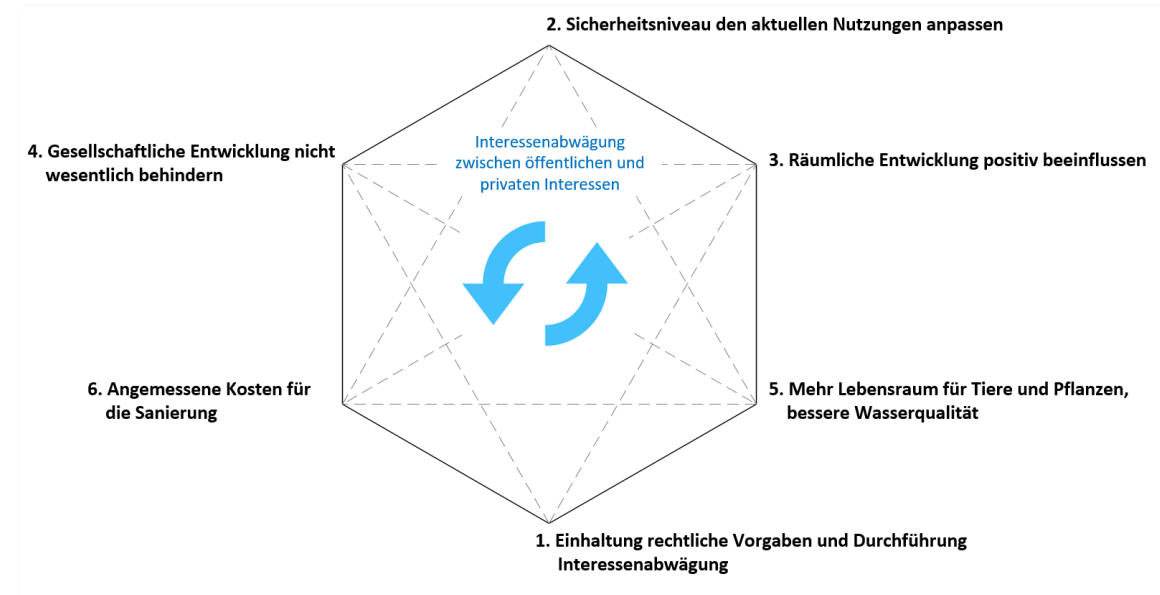 2. Sicherheitsniveau den aktuellen Nutzungen anpassen
Interessenabwägung
zwischen öffentlichen und
privaten Interessen
4. Gesellschaftliche Entwicklung nicht
wesentlich behindern
3. Räumliche Entwicklung positiv beeinflussen
6. Angemessene Kosten für
die Sanierung
5. Mehr Lebensraum für Tiere und Pflanzen,
bessere Wasserqualität
1. Einhaltung rechtliche Vorgaben und Durchführung
Interessenabwägung